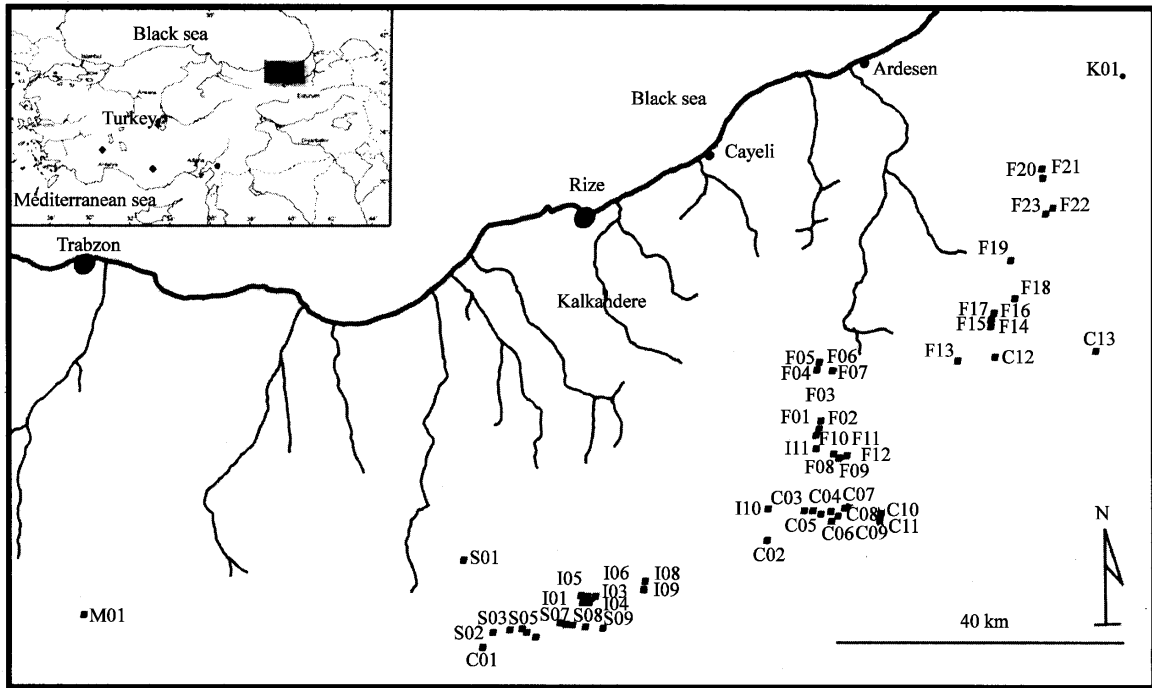 Black sea
Turkey
Mediterranean sea
Ardesen
K01
Black sea
Cayeli
F20 F21
Rize
F23 F22
Trabzon
F19
Kalkandere
F18
F17 F16
F15 F14
C13
F13 C12
F05 F06
F04 F07
F03
F01 F02
I11 F10 F11
F08 F09 F12
I10 C03 C04 C07
C05 C08 C10
C06 C09 C11
C02
N
S01
I05 I06 I08
I01 I03 I09
I04
M01
S03 S05 S07 S08 S09
S02
C01
40 km